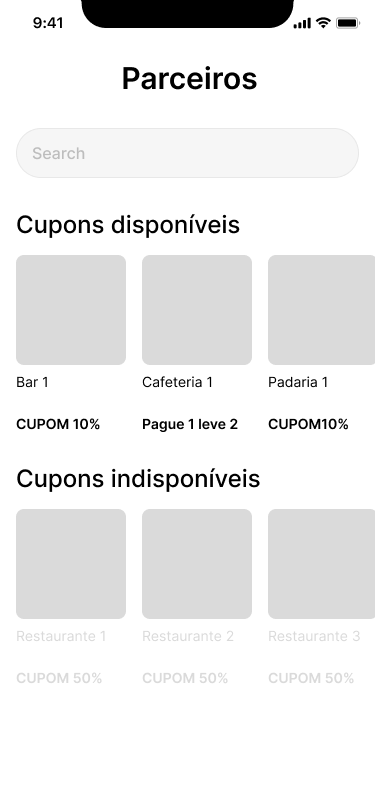 9:41
Parceiros
Search
Cupons disponíveis
Bar 1
Cafeteria 1
Padaria 1
CUPOM 10%
Pague 1 leve 2
CUPOM10%
Cupons indisponíveis
Restaurante 1
Restaurante 2
Restaurante 3
CUPOM 50%
CUPOM 50%
CUPOM 50%